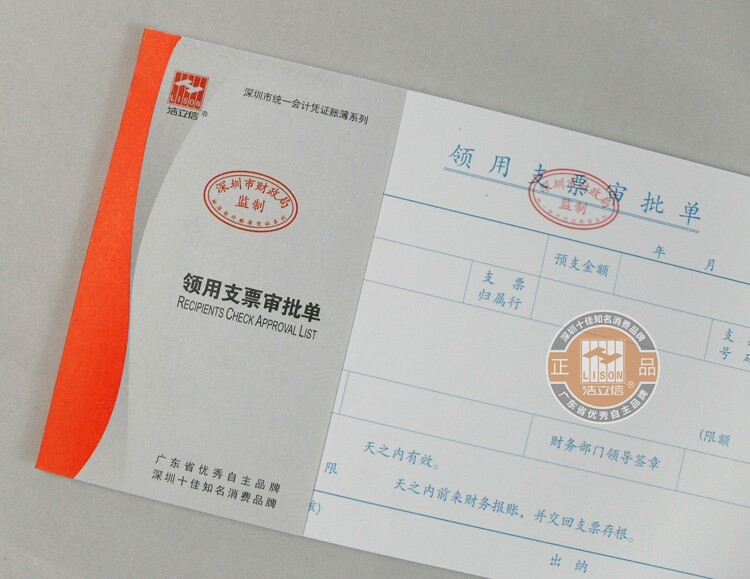 LISON
浩立信®
深圳市统一会计凭证账簿系列
深圳市财政局
监制
领用支票审批单
RECIPIENTS CHECK APPROVAL LIST
广东省优秀自主品牌
深圳十佳知名消费品牌
领用支票审批单
深圳市财政局
监制
年 月
预支金额
支票
归属行
支
号
深圳十佳知名消费品牌
正 品
LISON
浩立信®
广东省优秀自主品牌
(限额
财务部门领导签章
天之内有效。
限
天之内前来财务报账，并交回支票存根。
出纳